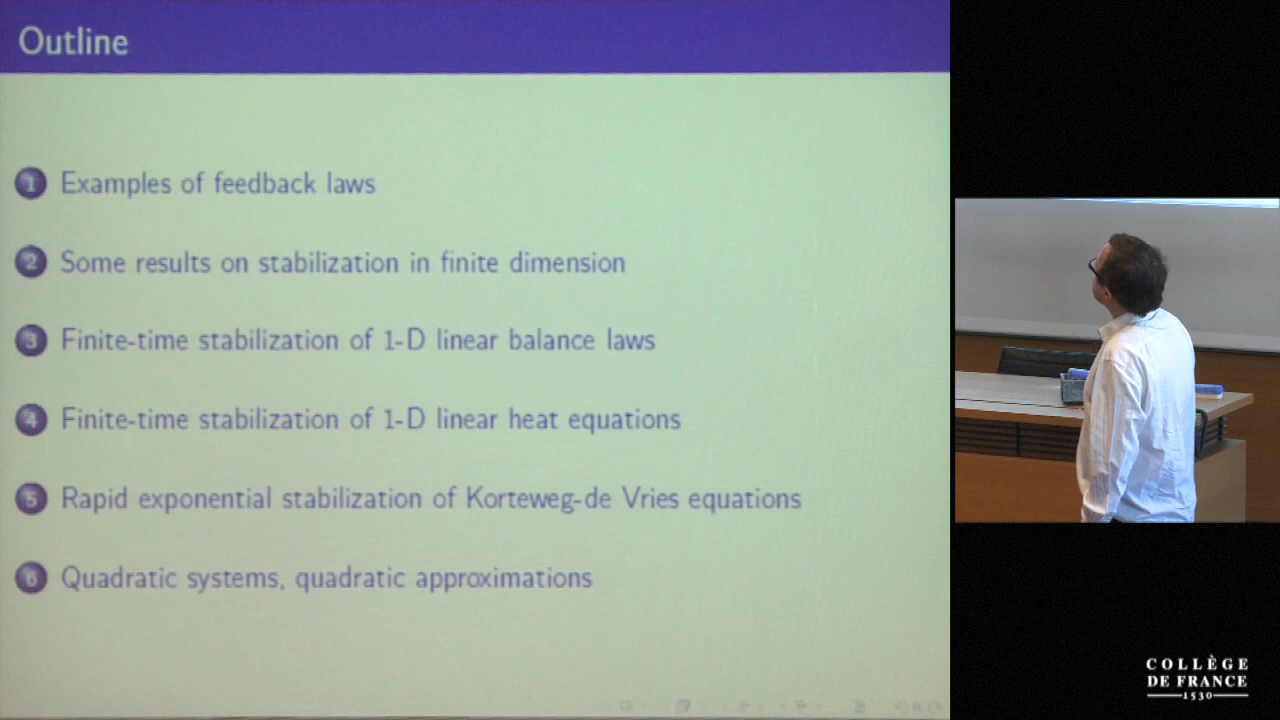 Outline
1 Examples of feedback laws
2 Some results on stabilization in finite dimension
3 Finite-time stabilization of 1-D linear balance laws
4 Finite-time stabilization of 1-D linear heat equations
5 Rapid exponential stabilization of Korteweg-de Vries equations
6 Quadratic systems, quadratic approximations
COLLÈGE
DE FRANCE
1530